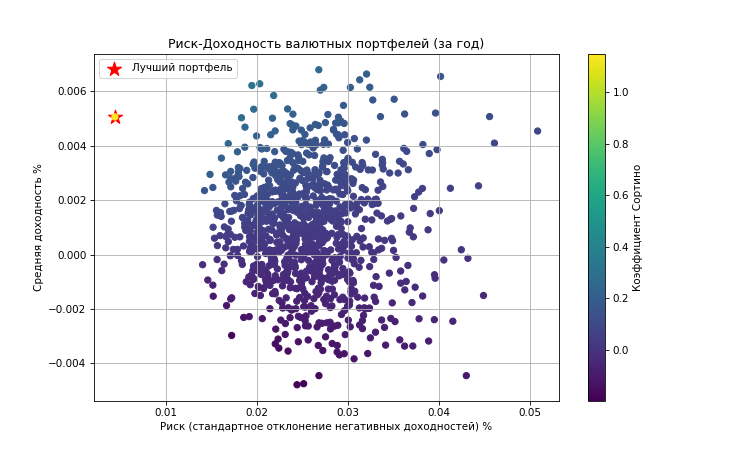 Риск-Доходность валютных портфелей (за год)
Лучший портфель
0.006
0.004
0.002
0.000
−0.002
−0.004
Средняя доходность %
0.01 0.02 0.03 0.04 0.05
Риск (стандартное отклонение негативных доходностей) %
1.0
0.8
0.6
0.4
0.2
0.0
Коэффициент Сортино